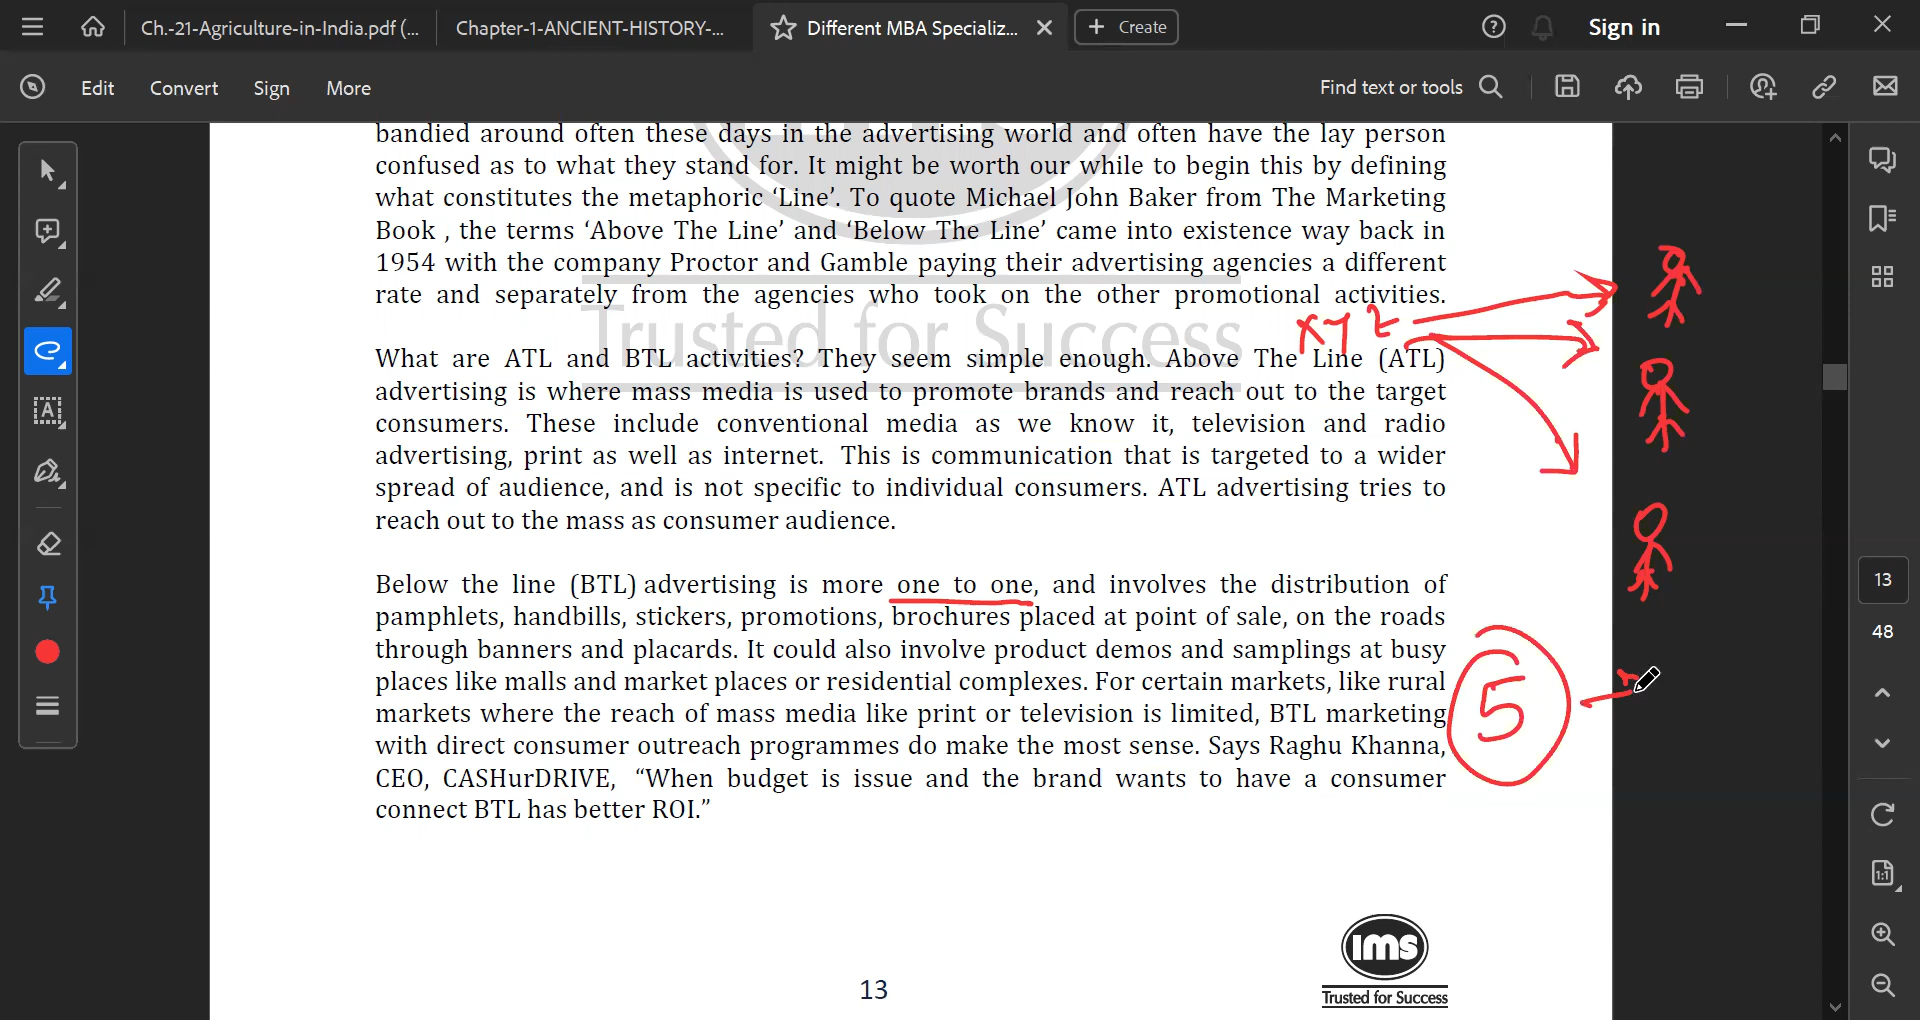 Ch.-21-Agriculture-in-India.pdf (...
Chapter-1-ANCIENT-HISTORY-...
Different MBA Specializ...
Create
Sign in
Edit Convert Sign More
Find text or tools
bandied around often these days in the advertising world and often have the lay person
confused as to what they stand for. It might be worth our while to begin this by defining
what constitutes the metaphoric ‘Line’. To quote Michael John Baker from The Marketing
Book , the terms ‘Above The Line’ and ‘Below The Line’ came into existence way back in
1954 with the company Proctor and Gamble paying their advertising agencies a different
rate and separately from the agencies who took on the other promotional activities.
Trusted for Success
xyz
What are ATL and BTL activities? They seem simple enough. Above The Line (ATL)
advertising is where mass media is used to promote brands and reach out to the target
consumers. These include conventional media as we know it, television and radio
advertising, print as well as internet. This is communication that is targeted to a wider
spread of audience, and is not specific to individual consumers. ATL advertising tries to
reach out to the mass as consumer audience.
Below the line (BTL) advertising is more one to one, and involves the distribution of
pamphlets, handbills, stickers, promotions, brochures placed at point of sale, on the roads
through banners and placards. It could also involve product demos and samplings at busy
places like malls and market places or residential complexes. For certain markets, like rural
markets where the reach of mass media like print or television is limited, BTL marketing
with direct consumer outreach programmes do make the most sense. Says Raghu Khanna,
CEO, CASHurDRIVE, “When budget is issue and the brand wants to have a consumer
connect BTL has better ROI.”
5
13
48
1:1
ims
Trusted for Success
13